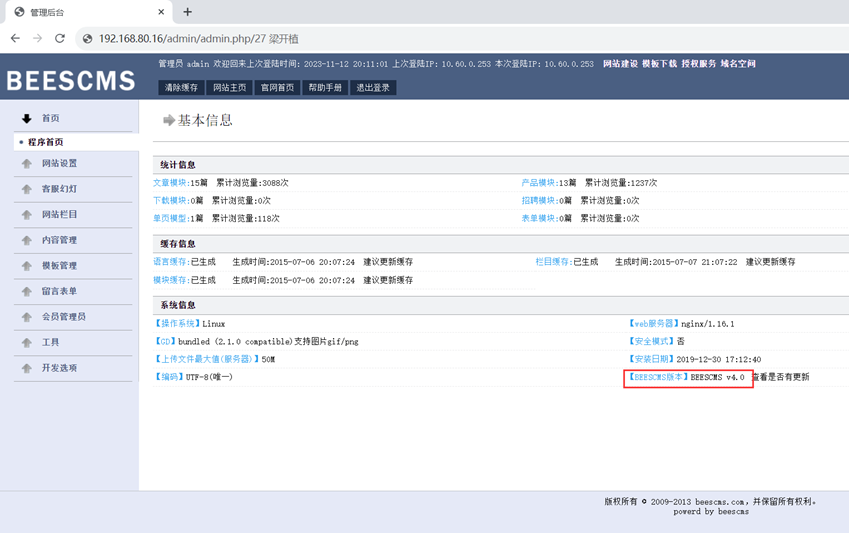 管理后台
192.168.80.16/admin/admin.php/27 梁开植
BEESCMS
管理员 admin 欢迎回来上次登陆时间: 2023-11-12 20:11:01 上次登陆IP: 10.60.0.253 本次登陆IP: 10.60.0.253 网站建设 模板下载 授权服务 域名空间
清除缓存 网站主页 官网首页 帮助手册 退出登录
首页
程序首页
网站设置
客服幻灯
网站栏目
内容管理
模板管理
留言表单
会员管理员
工具
开发选项
基本信息
统计信息
文章模块:15篇 累计浏览量:3088次 产品模块:13篇 累计浏览量:1237次
下载模块:0篇 累计浏览量:0次 招聘模块:0篇 累计浏览量:0次
单页模型:1篇 累计浏览量:118次 表单模块:0篇 累计浏览量:0次
缓存信息
语言缓存:已生成 生成时间:2015-07-06 20:07:24 建议更新缓存 栏目缓存:已生成 生成时间:2015-07-07 21:07:22 建议更新缓存
模块缓存:已生成 生成时间:2015-07-06 20:07:24 建议更新缓存
系统信息
【操作系统】Linux 【web服务器】nginx/1.16.1
【GD】bundled (2.1.0 compatible)支持图片gif/png 【安全模式】否
【上传文件最大值(服务器)】50M 【安装日期】2019-12-30 17:12:40
【编码】UTF-8(唯一) 【BEESCMS版本】BEESCMS v4.0 查看是否有更新
版权所有 © 2009-2013 beescms.com，并保留所有权利。
powerd by beescms